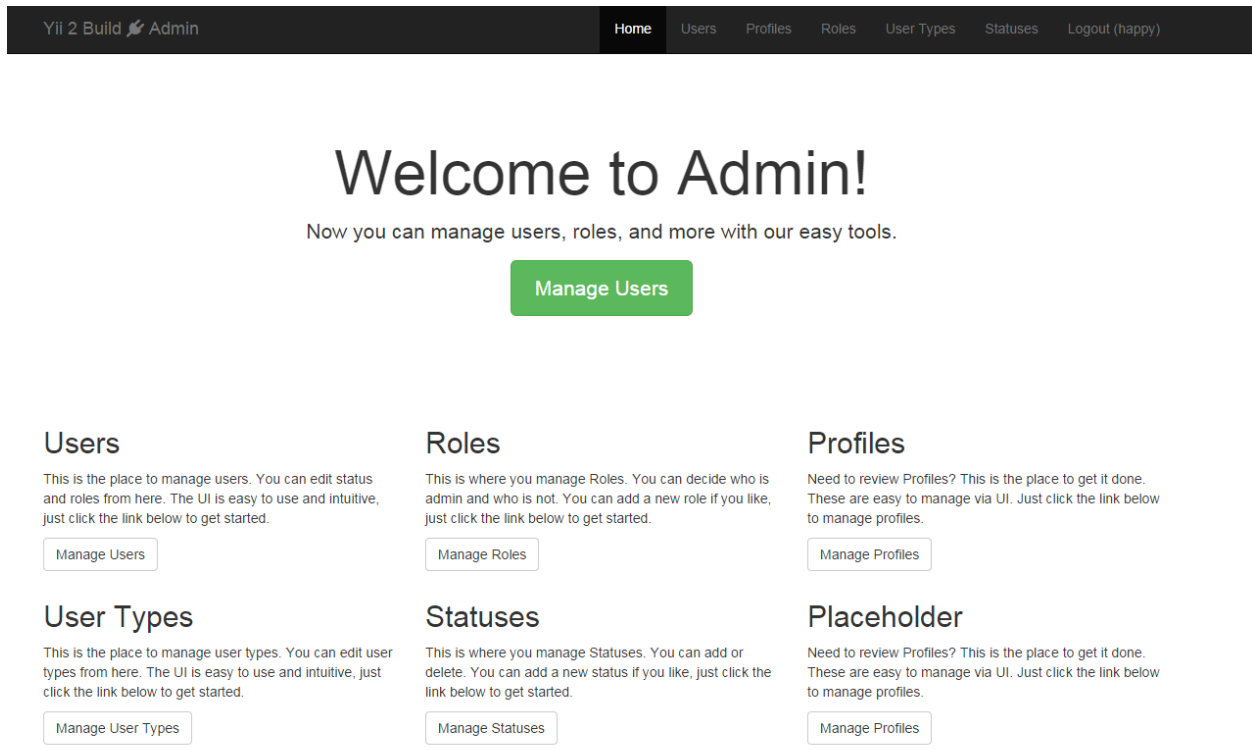 Yii 2 Build Admin
Home Users Profiles Roles User Types Statuses Logout (happy)
Welcome to Admin!
Now you can manage users, roles, and more with our easy tools.
Manage Users
Users
This is the place to manage users. You can edit status
and roles from here. The UI is easy to use and intuitive,
just click the link below to get started.
Manage Users
Roles
This is where you manage Roles. You can decide who is
admin and who is not. You can add a new role if you like,
just click the link below to get started.
Manage Roles
Profiles
Need to review Profiles? This is the place to get it done.
These are easy to manage via UI. Just click the link below
to manage profiles.
Manage Profiles
User Types
This is the place to manage user types. You can edit user
types from here. The UI is easy to use and intuitive, just
click the link below to get started.
Manage User Types
Statuses
This is where you manage Statuses. You can add or
delete. You can add a new status if you like, just click the
link below to get started.
Manage Statuses
Placeholder
Need to review Profiles? This is the place to get it done.
These are easy to manage via UI. Just click the link below
to manage profiles.
Manage Profiles